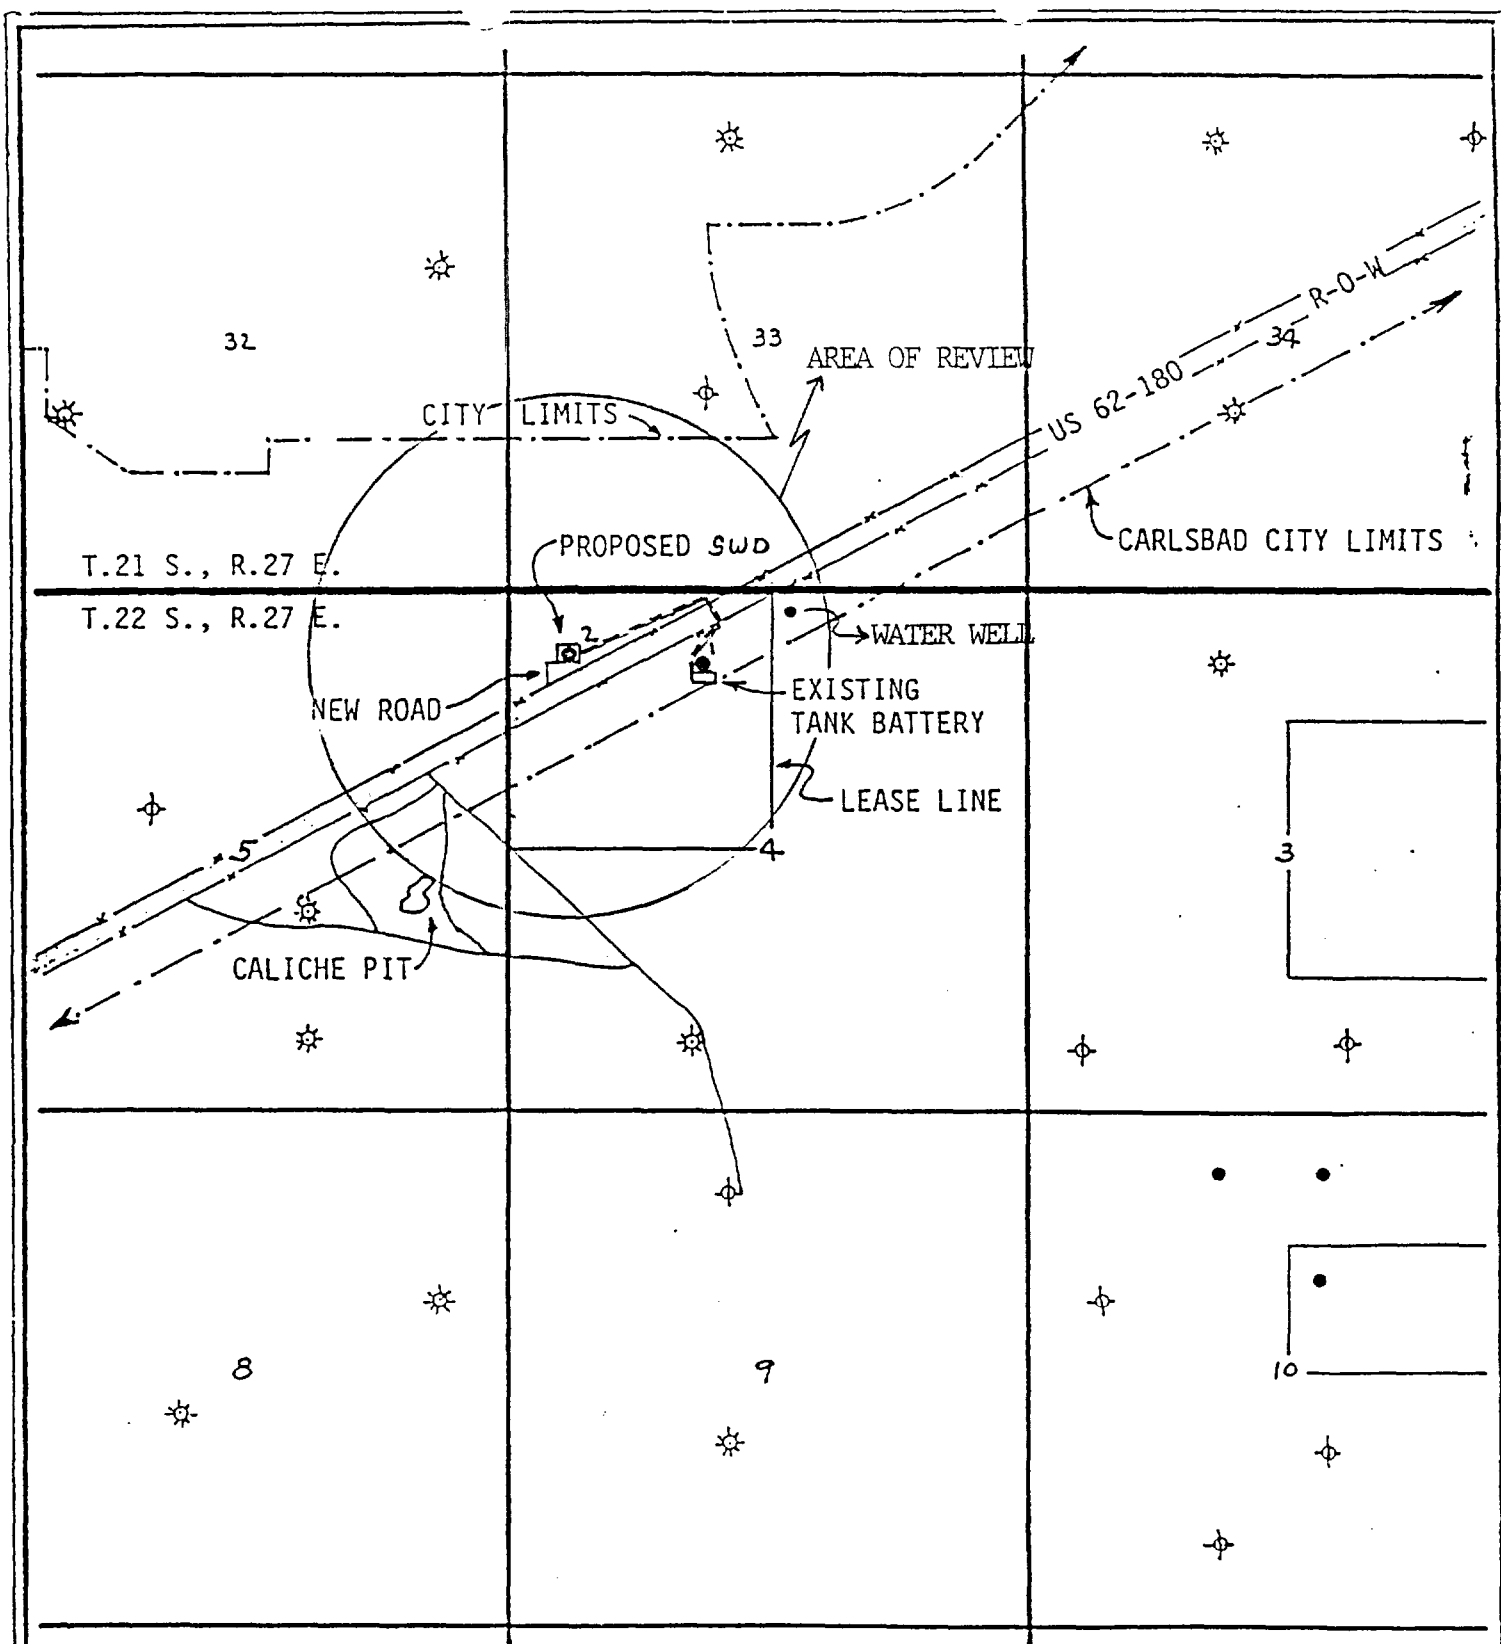 32
33
AREA OF REVIEW
R-O-W
34
US 62-180
CITY LIMITS
PROPOSED SWD
CARLSBAD CITY LIMITS
T.21 S., R.27 E.
T.22 S., R.27 E.
2
WATER WELL
NEW ROAD
EXISTING
TANK BATTERY
LEASE LINE
5
4
3
CALICHE PIT
8
9
10